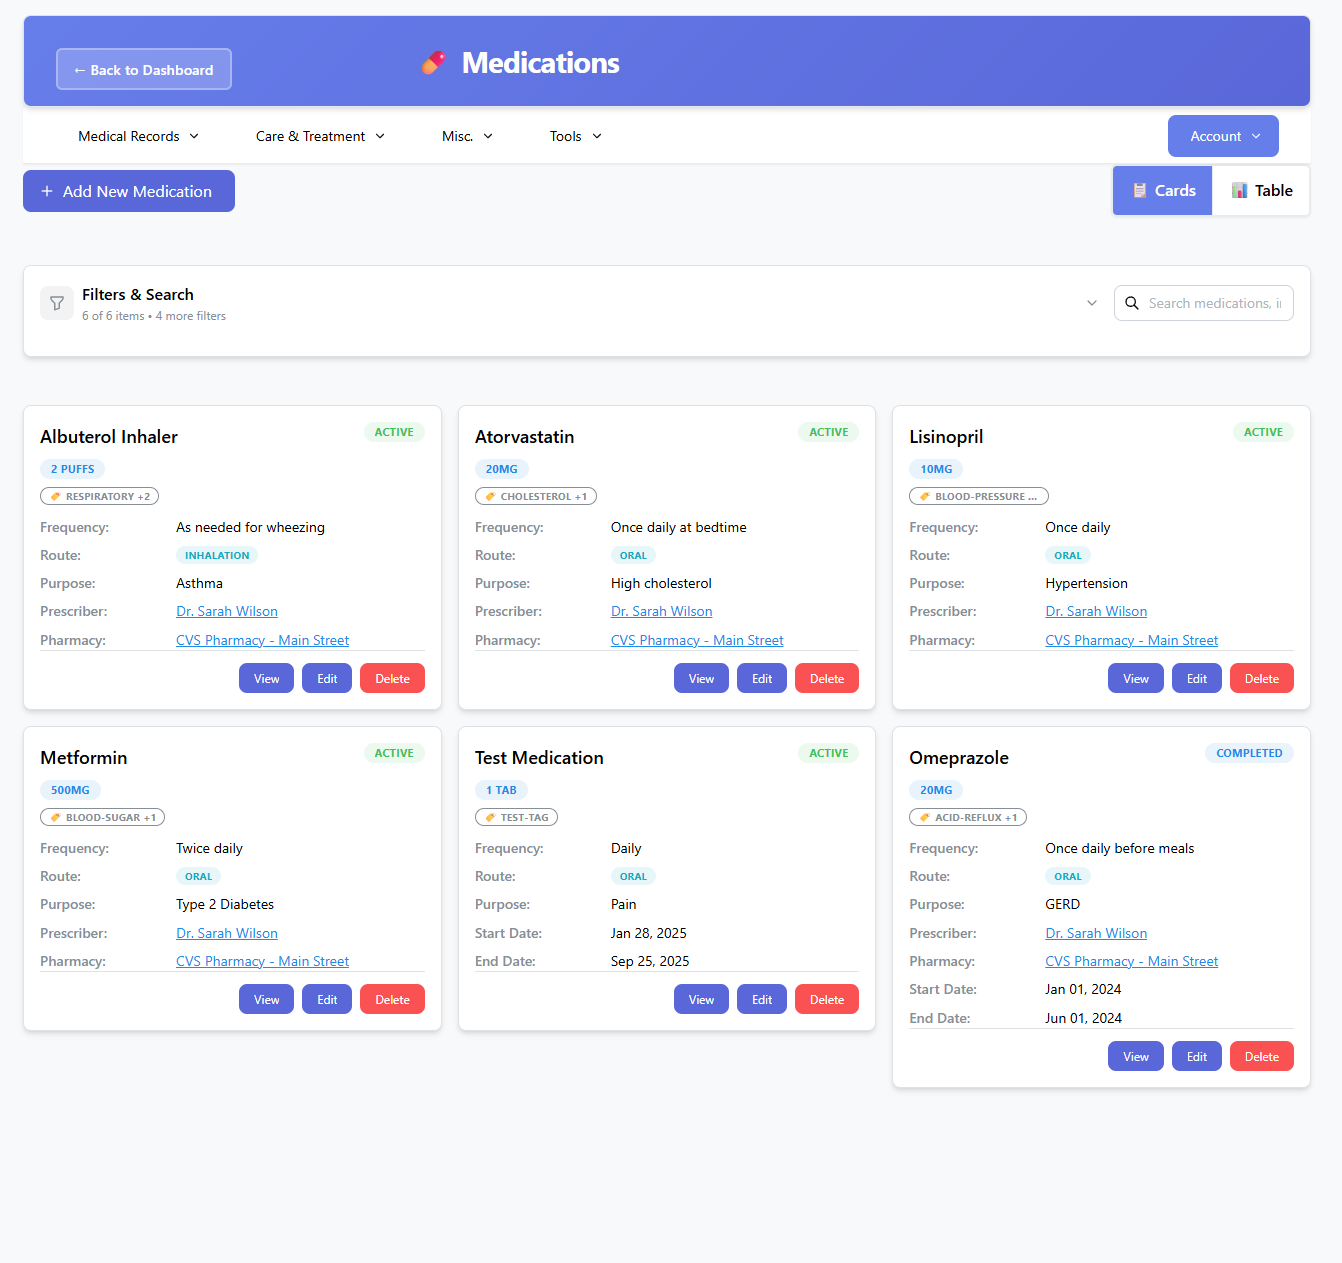 ← Back to Dashboard
Medications
Medical Records
Care & Treatment
Misc.
Tools
Account
+ Add New Medication
Cards
Table
Filters & Search
6 of 6 items • 4 more filters
Search medications, i
Albuterol Inhaler
ACTIVE
2 PUFFS
RESPIRATORY +2
Frequency: As needed for wheezing
Route: INHALATION
Purpose: Asthma
Prescriber: Dr. Sarah Wilson
Pharmacy: CVS Pharmacy - Main Street
View Edit Delete
Atorvastatin
ACTIVE
20MG
CHOLESTEROL +1
Frequency: Once daily at bedtime
Route: ORAL
Purpose: High cholesterol
Prescriber: Dr. Sarah Wilson
Pharmacy: CVS Pharmacy - Main Street
View Edit Delete
Lisinopril
ACTIVE
10MG
BLOOD-PRESSURE ...
Frequency: Once daily
Route: ORAL
Purpose: Hypertension
Prescriber: Dr. Sarah Wilson
Pharmacy: CVS Pharmacy - Main Street
View Edit Delete
Metformin
ACTIVE
500MG
BLOOD-SUGAR +1
Frequency: Twice daily
Route: ORAL
Purpose: Type 2 Diabetes
Prescriber: Dr. Sarah Wilson
Pharmacy: CVS Pharmacy - Main Street
View Edit Delete
Test Medication
ACTIVE
1 TAB
TEST-TAG
Frequency: Daily
Route: ORAL
Purpose: Pain
Start Date: Jan 28, 2025
End Date: Sep 25, 2025
View Edit Delete
Omeprazole
COMPLETED
20MG
ACID-REFLUX +1
Frequency: Once daily before meals
Route: ORAL
Purpose: GERD
Prescriber: Dr. Sarah Wilson
Pharmacy: CVS Pharmacy - Main Street
Start Date: Jan 01, 2024
End Date: Jun 01, 2024
View Edit Delete